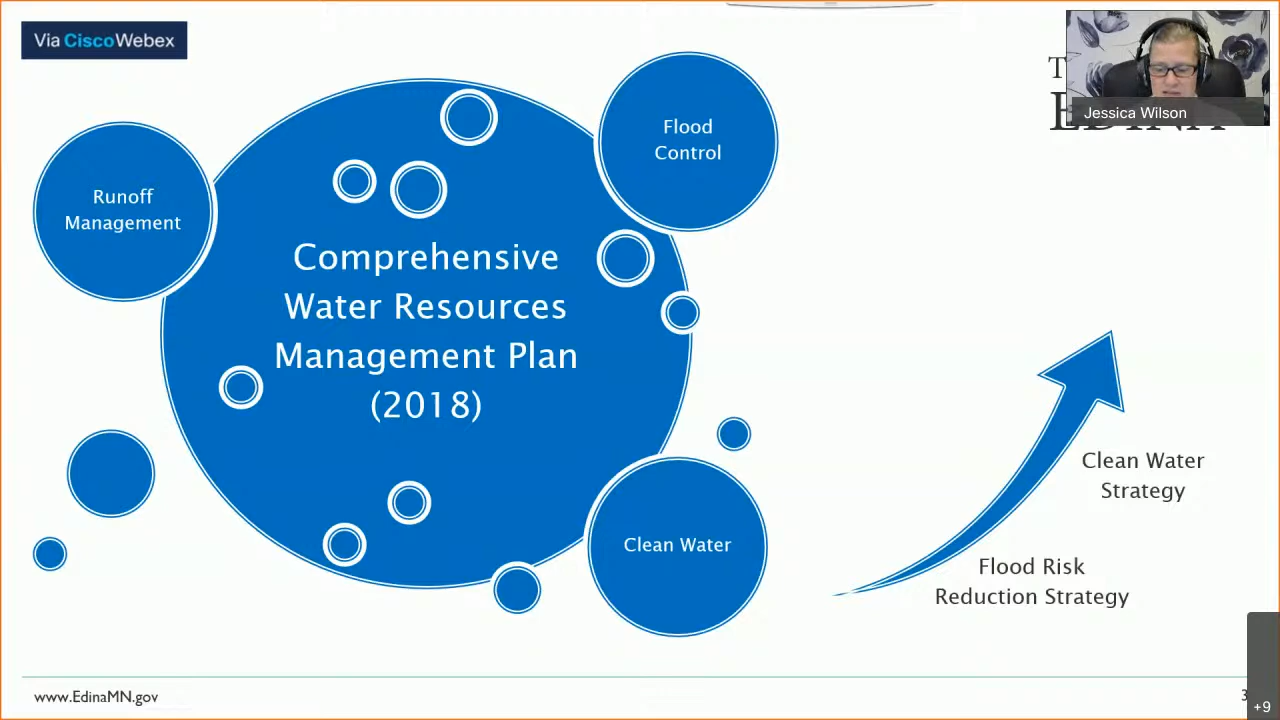 Via CiscoWebex
Jessica Wilson
Runoff
Management
Flood
Control
Comprehensive
Water Resources
Management Plan
(2018)
Clean Water
Clean Water
Strategy
Flood Risk
Reduction Strategy
www.EdinaMN.gov
3
+9